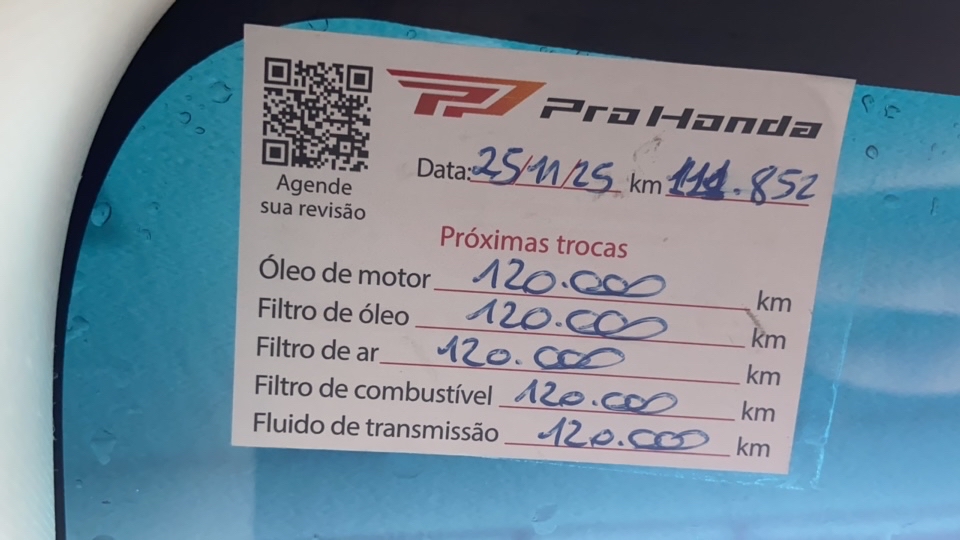 Pro Honda
Agende
sua revisão
Data: 25/11/25 km 111.852
Próximas trocas
Óleo de motor 120.000 km
Filtro de óleo 120.000 km
Filtro de ar 120.000 km
Filtro de combustível 120.000 km
Fluido de transmissão 120.000 km